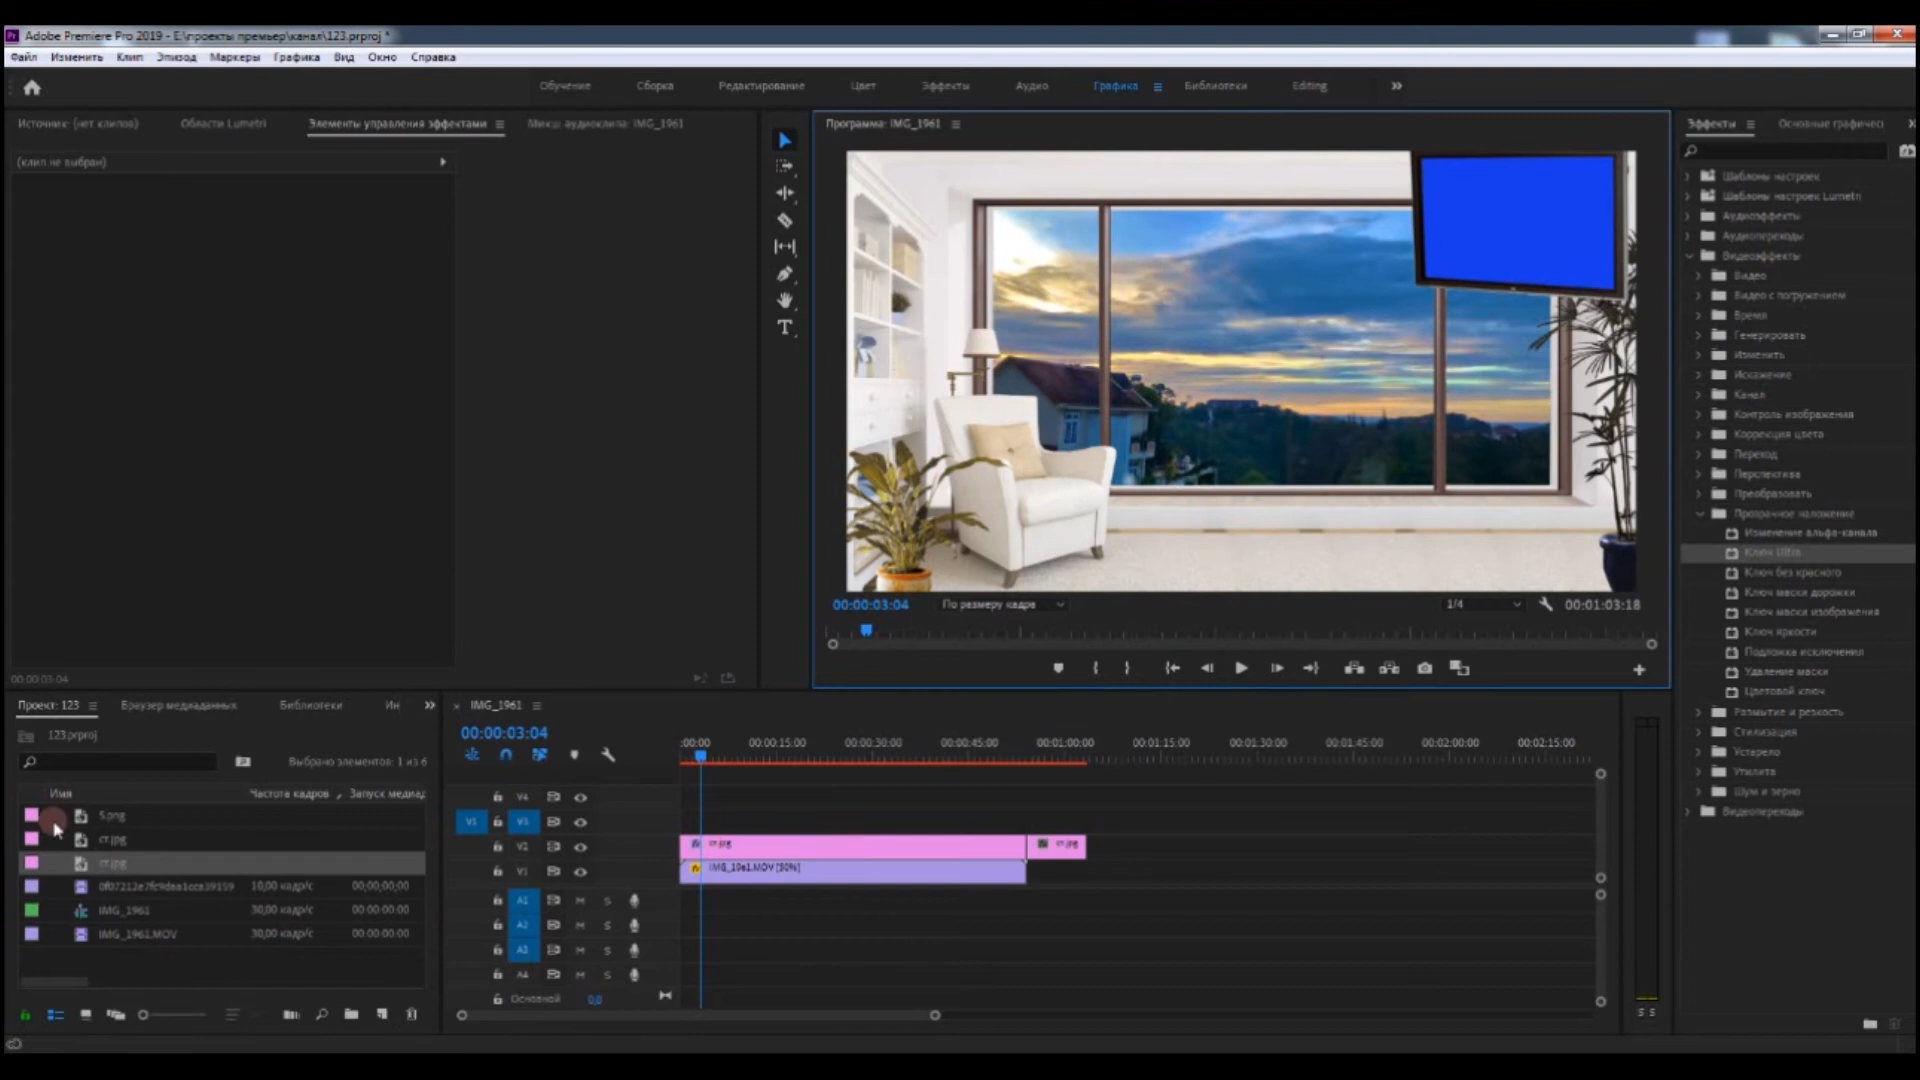 Adobe Premiere Pro 2019 - E:\проекты премьер\канал\123.prproj *
Файл Изменить Клип Эпизод Маркеры Графика Вид Окно Справка
Обучение Сборка Редактирование Цвет Эффекты Аудио Графика Библиотеки Editing
Источник: (нет клипов) Области Lumetri Элементы управления эффектами Микш. аудиоклипа: IMG_1961
(клип не выбран)
00:00:03:04
Программа: IMG_1961
00:00:03:04 По размеру кадра 1/4 00:01:03:18
Эффекты Основные графичесі
Шаблоны настроек
Шаблоны настроек Lumetri
Аудиоэффекты
Аудиопереходы
Видеоэффекты
Видео
Видео с погружением
Время
Генерировать
Изменить
Искажение
Канал
Контроль изображения
Коррекция цвета
Переход
Перспектива
Преобразовать
Прозрачное наложение
Изменение альфа-канала
Ключ Ultra
Ключ без красного
Ключ маски дорожки
Ключ маски изображения
Ключ яркости
Подложка исключения
Удаление маски
Цветовой ключ
Размытие и резкость
Стилизация
Устарело
Утилита
Шум и зерно
Видеопереходы
Проект: 123 Браузер медиаданных Библиотеки Ин
123.prproj
Выбрано элементов: 1 из 6
Имя Частота кадров Запуск медиад
5.png
ст.jpg
ст.jpg
0f07212e7fc9daa1cca39159 10,00 кадр/с 00;00;00;00
IMG_1961 30,00 кадр/с 00:00:00:00
IMG_1961.MOV 30,00 кадр/с 00:00:00:00
IMG_1961
00:00:03:04
:00:00 00:00:15:00 00:00:30:00 00:00:45:00 00:01:00:00 00:01:15:00 00:01:30:00 00:01:45:00 00:02:00:00 00:02:15:00
V4
V1 V3
V2 ст.jpg ст.jpg
V1 IMG_1961.MOV [50%]
A1 M S
A2 M S
A3 M S
A4 M S
Основной 0,0
S S